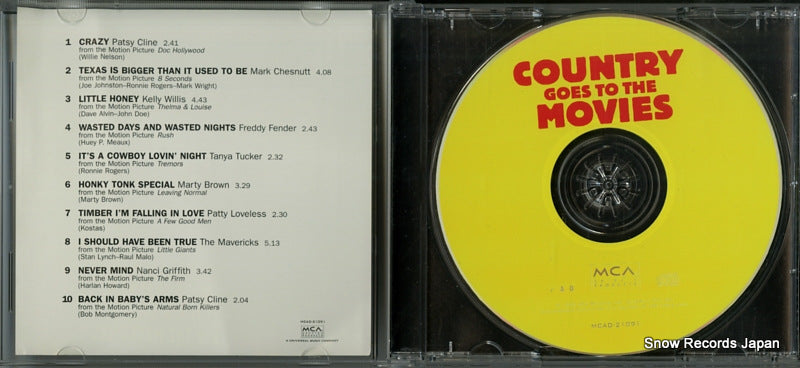 1 CRAZY Patsy Cline 2.41
from the Motion Picture Doc Hollywood
(Willie Nelson)
2 TEXAS IS BIGGER THAN IT USED TO BE Mark Chesnutt 4.08
from the Motion Picture 8 Seconds
(Joe Johnston–Ronnie Rogers–Mark Wright)
3 LITTLE HONEY Kelly Willis 4.43
from the Motion Picture Thelma & Louise
(Dave Alvin–John Doe)
4 WASTED DAYS AND WASTED NIGHTS Freddy Fender 2.43
from the Motion Picture Rush
(Huey P. Meaux)
5 IT'S A COWBOY LOVIN' NIGHT Tanya Tucker 2.32
from the Motion Picture Tremors
(Ronnie Rogers)
6 HONKY TONK SPECIAL Marty Brown 3.29
from the Motion Picture Leaving Normal
(Marty Brown)
7 TIMBER I'M FALLING IN LOVE Patty Loveless 2.30
from the Motion Picture A Few Good Men
(Kostas)
8 I SHOULD HAVE BEEN TRUE The Mavericks 5.13
from the Motion Picture Little Giants
(Stan Lynch–Raul Malo)
9 NEVER MIND Nanci Griffith 3.42
from the Motion Picture The Firm
(Harlan Howard)
10 BACK IN BABY'S ARMS Patsy Cline 2.04
from the Motion Picture Natural Born Killers
(Bob Montgomery)
MCAD-21091
MCA
A UNIVERSAL MUSIC COMPANY
COUNTRY
GOES TO THE
MOVIES
MCA
MCAD-21091
Snow Records Japan